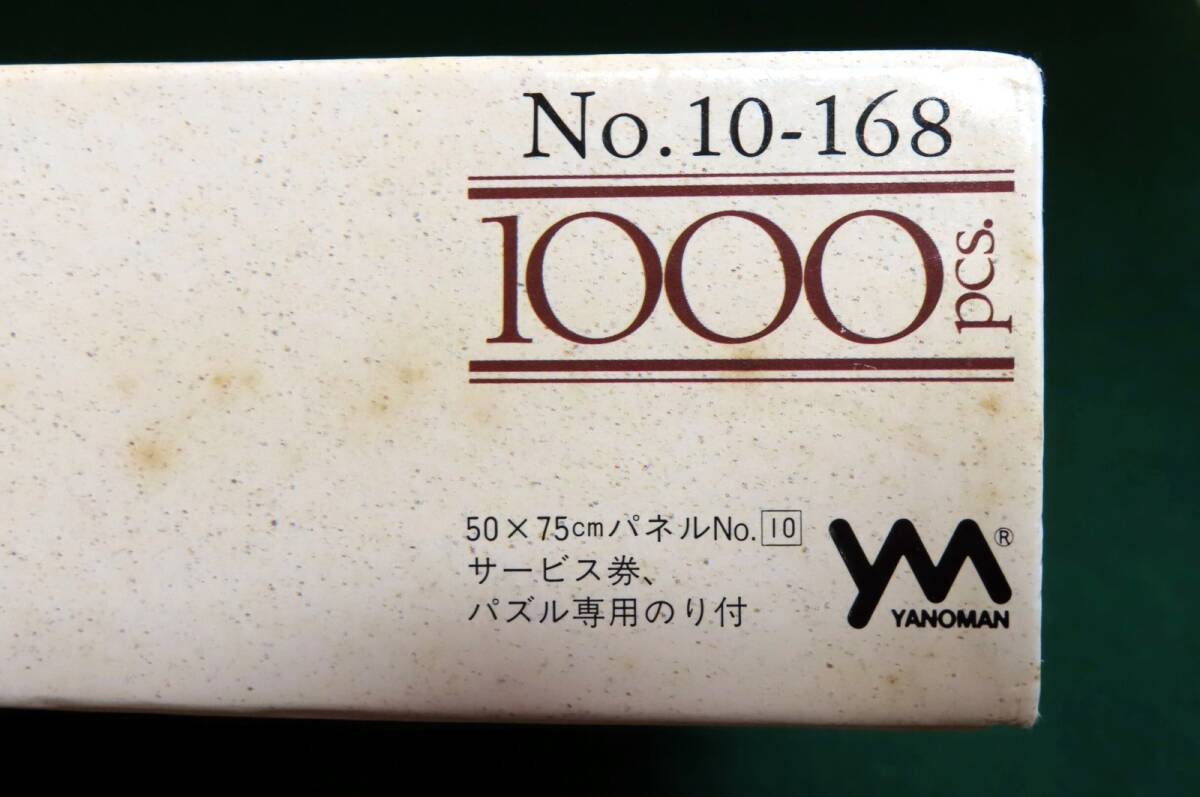 No.10-168
1000 pcs.
50×75cmパネルNo.10
サービス券、
パズル専用のり付
YM®
YANOMAN